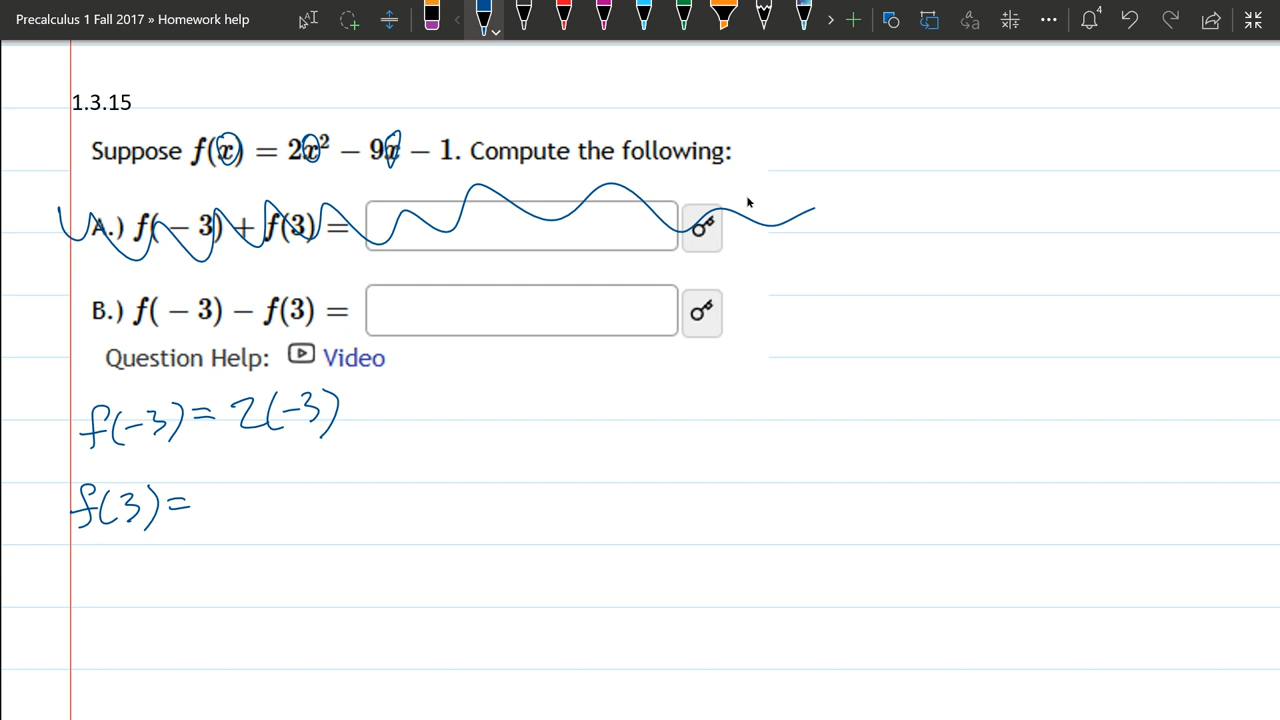 Precalculus 1 Fall 2017 » Homework help
4
1.3.15
Suppose f(x) = 2x² − 9x − 1. Compute the following:
A.) f( − 3) + f(3) =
B.) f( − 3) − f(3) =
Question Help: Video
f(-3) = 2(-3)
f(3) =